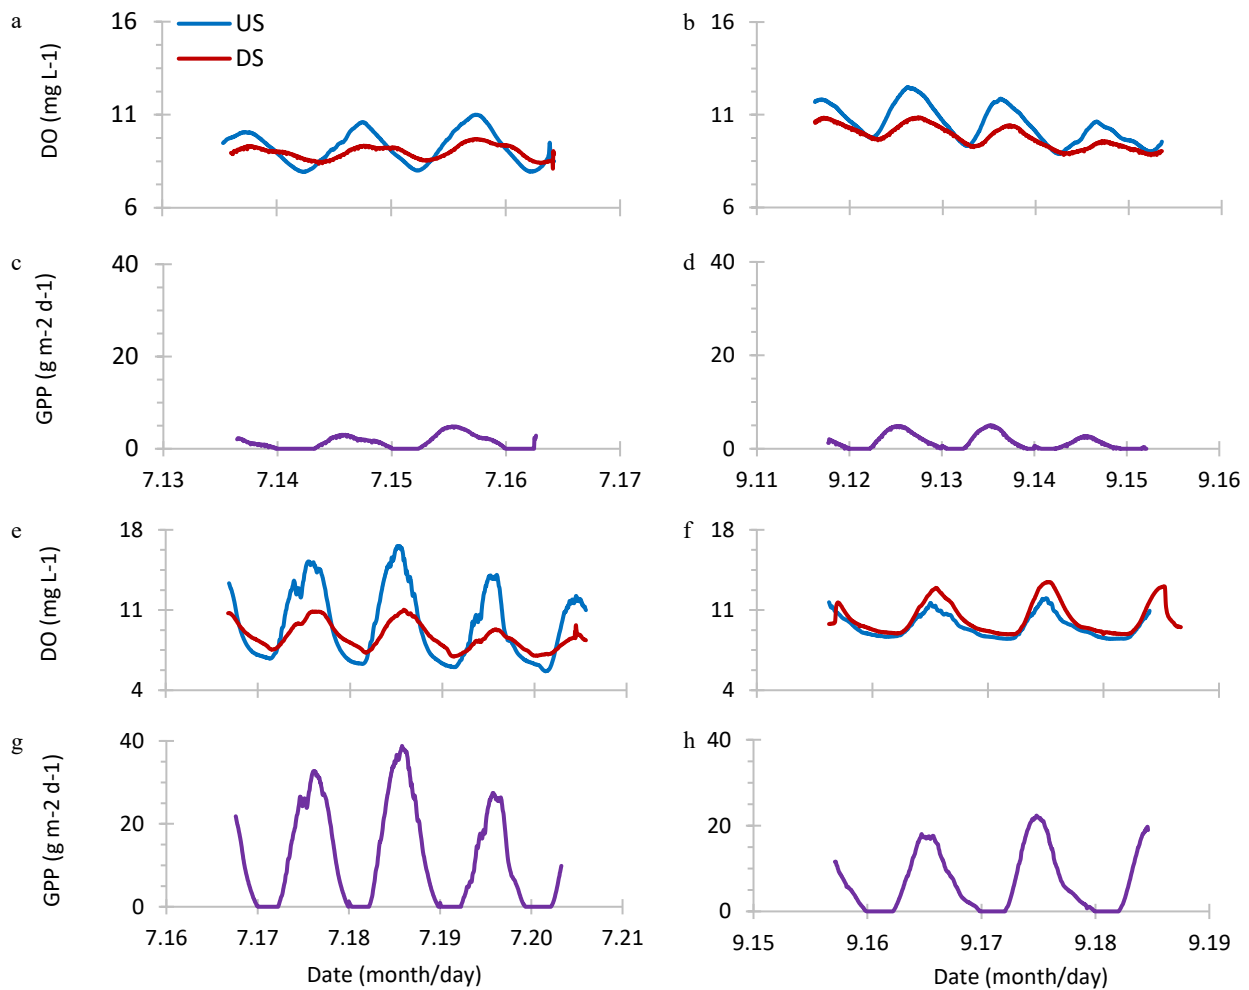 a
DO (mg L-1)
16
11
6
US
DS
b
16
11
6
c
GPP (g m-2 d-1)
40
20
0
7.13 7.14 7.15 7.16 7.17
d
40
20
0
9.11 9.12 9.13 9.14 9.15 9.16
e
DO (mg L-1)
18
11
4
f
18
11
4
g
GPP (g m-2 d-1)
40
20
0
7.16 7.17 7.18 7.19 7.20 7.21
Date (month/day)
h
40
20
0
9.15 9.16 9.17 9.18 9.19
Date (month/day)